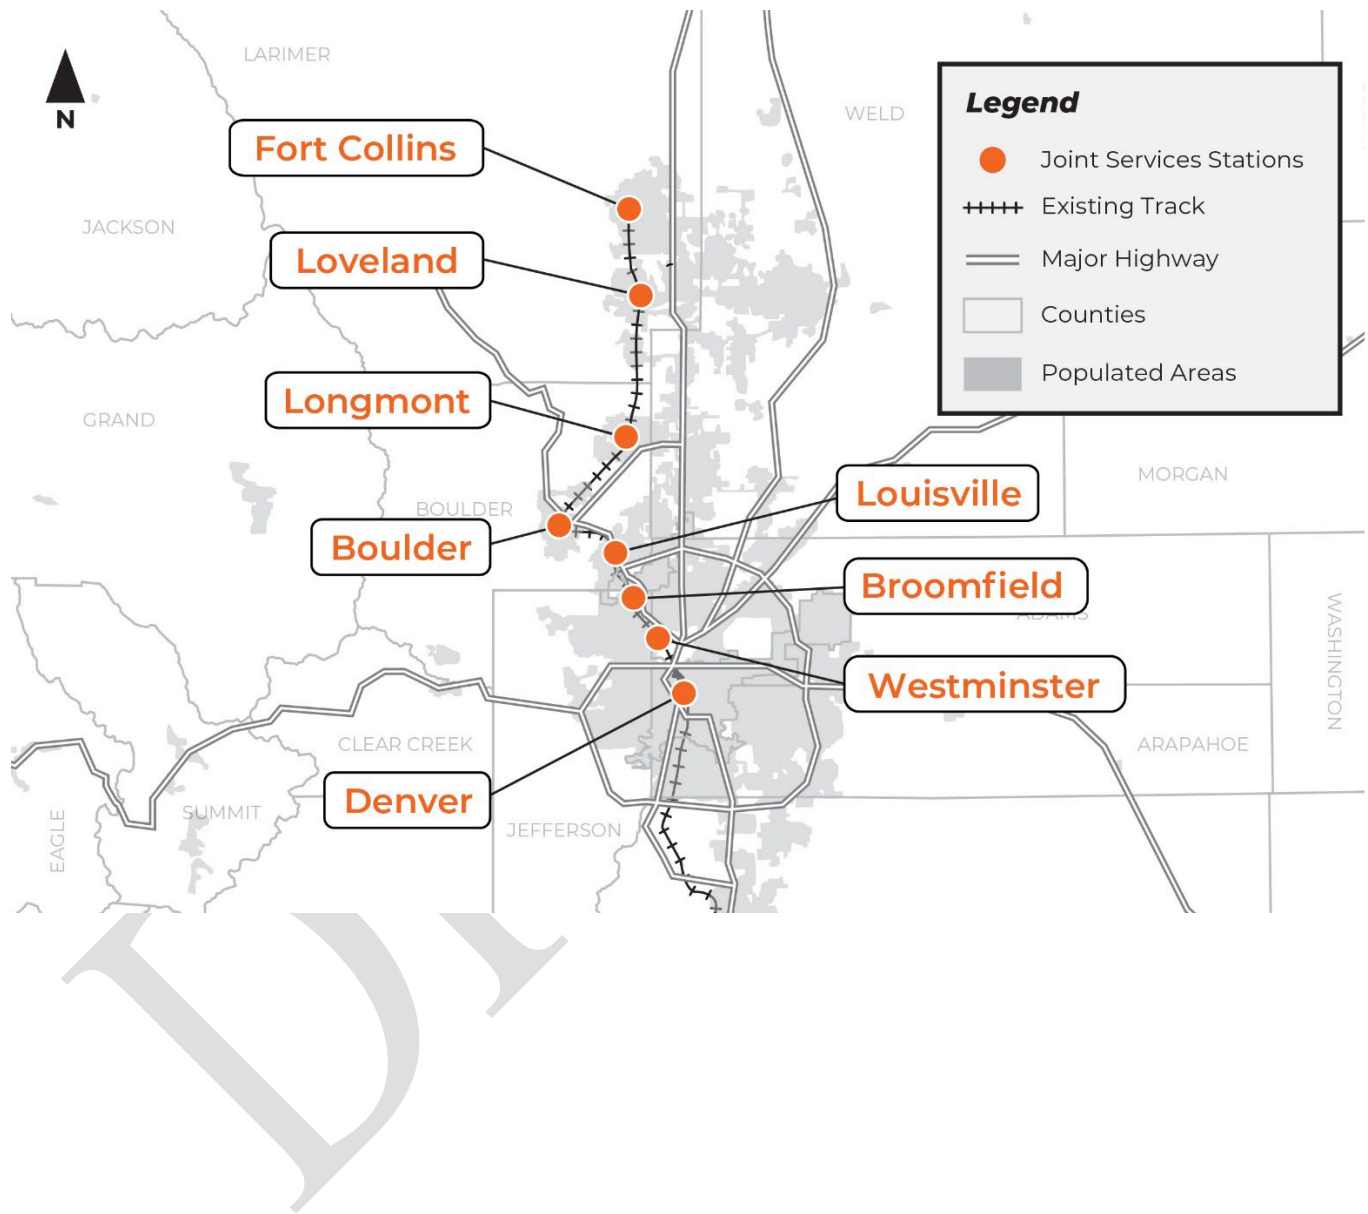 LARIMER
WELD
N
Legend
Joint Services Stations
Existing Track
Major Highway
Counties
Populated Areas
Fort Collins
JACKSON
Loveland
Longmont
GRAND
MORGAN
Louisville
BOULDER
Boulder
Broomfield
ADAMS
WASHINGTON
Westminster
CLEAR CREEK
ARAPAHOE
Denver
SUMMIT
JEFFERSON
EAGLE